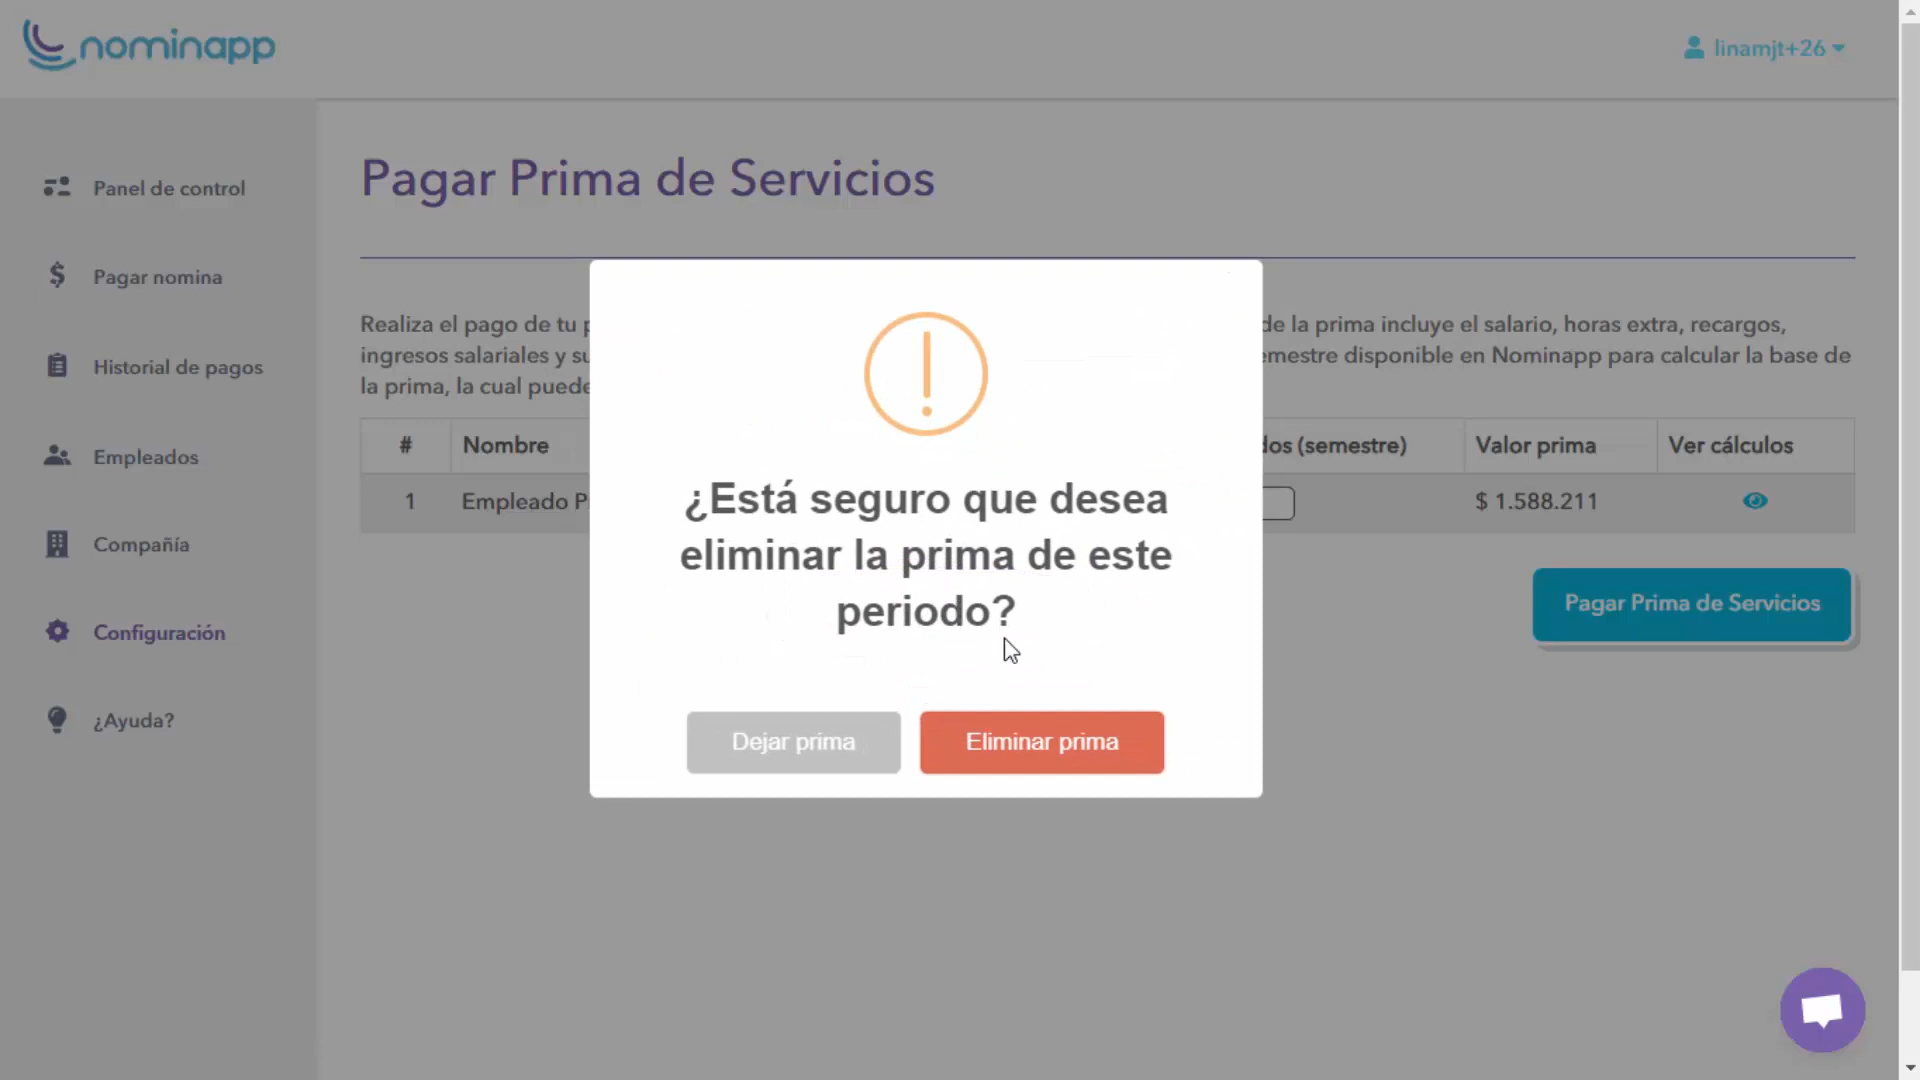 nominapp
linamjt+26
Panel de control
Pagar nomina
Historial de pagos
Empleados
Compañía
Configuración
¿Ayuda?
Pagar Prima de Servicios
Realiza el pago de tu de la prima incluye el salario, horas extra, recargos,
ingresos salariales y disponible en Nominapp para calcular la base de
la prima, la cual puede
# Nombre (semestre) Valor prima Ver cálculos
1 Empleado $ 1.588.211
Pagar Prima de Servicios
¿Está seguro que desea
eliminar la prima de este
periodo?
Dejar prima Eliminar prima